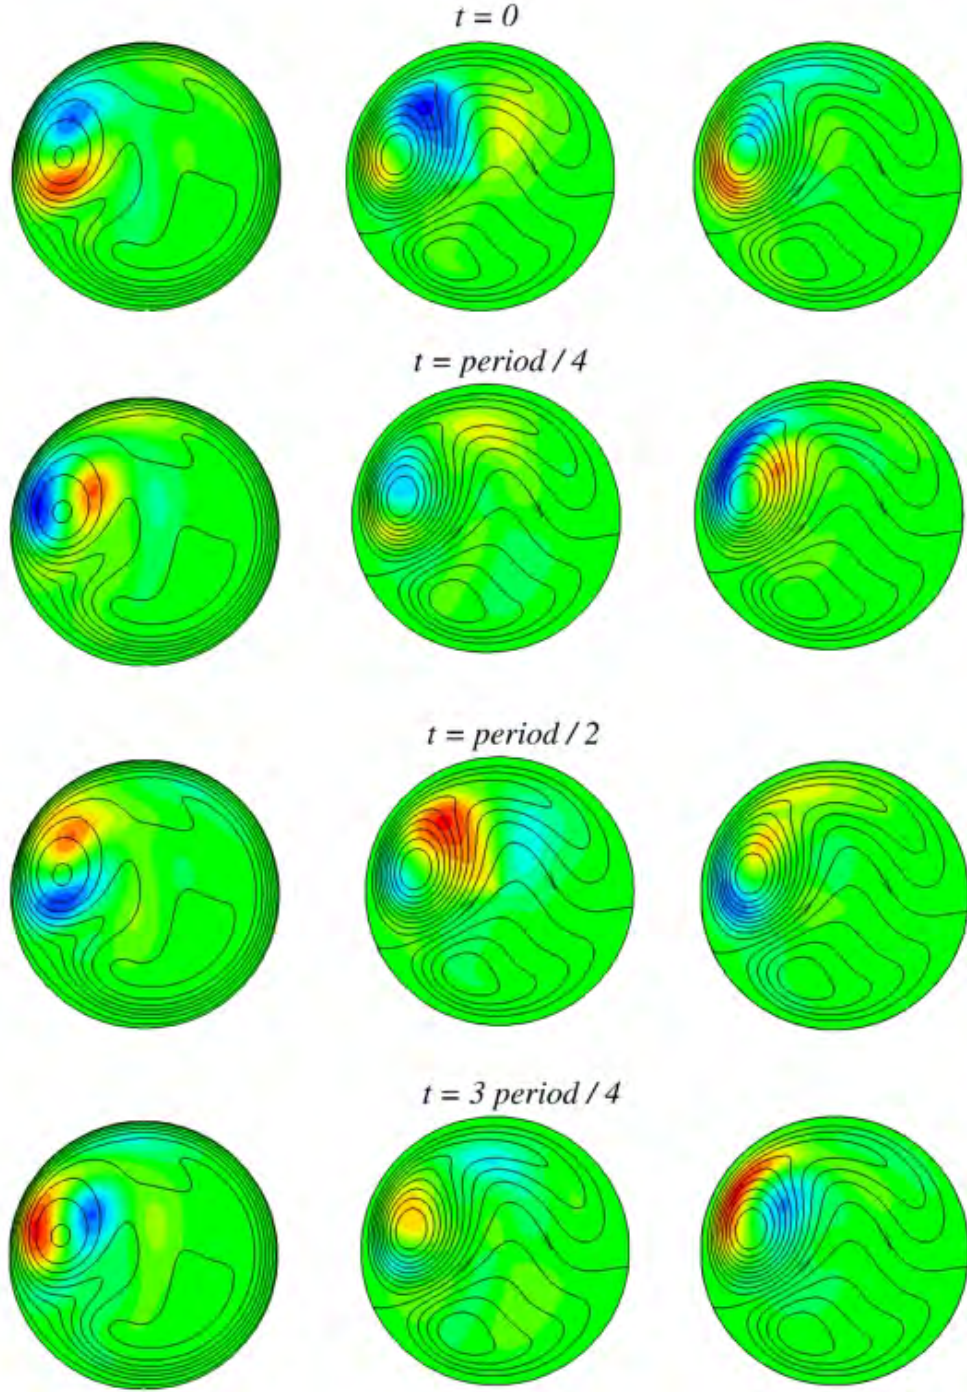 t = 0
t = period / 4
t = period / 2
t = 3 period / 4